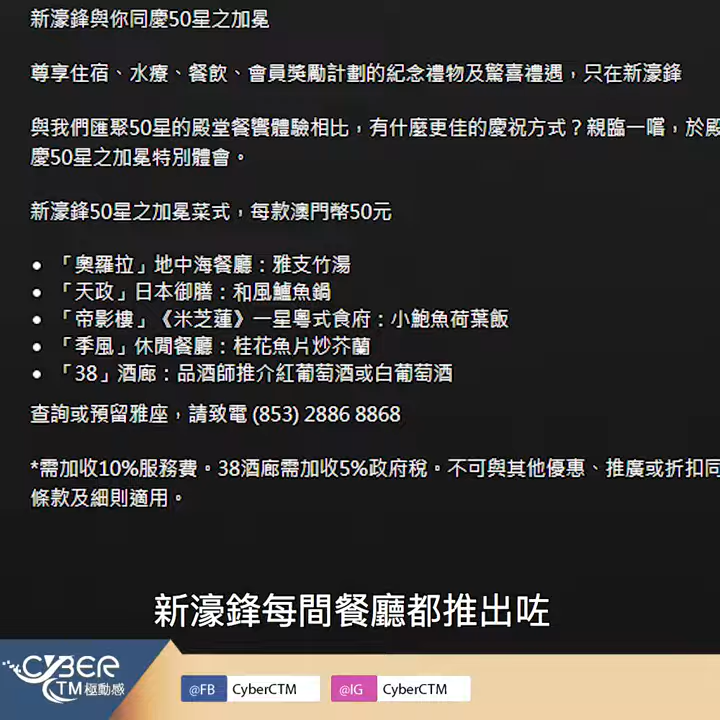 新濠鋒與你同慶50星之加冕
尊享住宿、水療、餐飲、會員獎勵計劃的紀念禮物及驚喜禮遇，只在新濠鋒
與我們匯聚50星的殿堂餐饗體驗相比，有什麼更佳的慶祝方式？親臨一嚐，於殿
慶50星之加冕特別體會。
新濠鋒50星之加冕菜式，每款澳門幣50元
• 「奧羅拉」地中海餐廳：雅支竹湯
• 「天政」日本御膳：和風鱸魚鍋
• 「帝影樓」《米芝蓮》一星粵式食府：小鮑魚荷葉飯
• 「季風」休閒餐廳：桂花魚片炒芥蘭
• 「38」酒廊：品酒師推介紅葡萄酒或白葡萄酒
查詢或預留雅座，請致電 (853) 2886 8868
*需加收10%服務費。38酒廊需加收5%政府稅。不可與其他優惠、推廣或折扣同
條款及細則適用。
新濠鋒每間餐廳都推出咗
CYBER
CTM極動感
@FB CyberCTM @IG CyberCTM